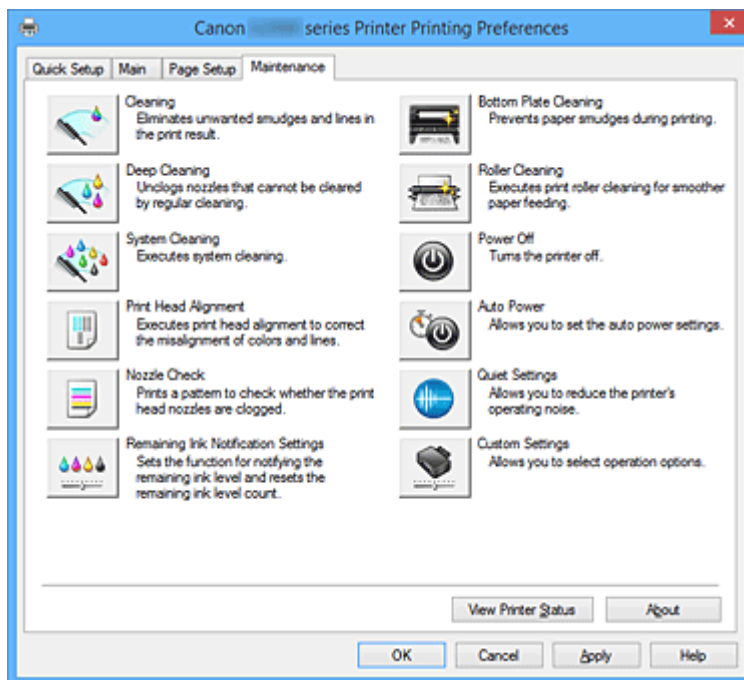 Canon series Printer Printing Preferences
Quick Setup
Main
Page Setup
Maintenance
Cleaning
Eliminates unwanted smudges and lines in
the print result.
Deep Cleaning
Unclogs nozzles that cannot be cleared
by regular cleaning.
System Cleaning
Executes system cleaning.
Print Head Alignment
Executes print head alignment to correct
the misalignment of colors and lines.
Nozzle Check
Prints a pattern to check whether the print
head nozzles are clogged.
Remaining Ink Notification Settings
Sets the function for notifying the
remaining ink level and resets the
remaining ink level count.
Bottom Plate Cleaning
Prevents paper smudges during printing.
Roller Cleaning
Executes print roller cleaning for smoother
paper feeding.
Power Off
Turns the printer off.
Auto Power
Allows you to set the auto power settings.
Quiet Settings
Allows you to reduce the printer's
operating noise.
Custom Settings
Allows you to select operation options.
View Printer Status
About
OK
Cancel
Apply
Help